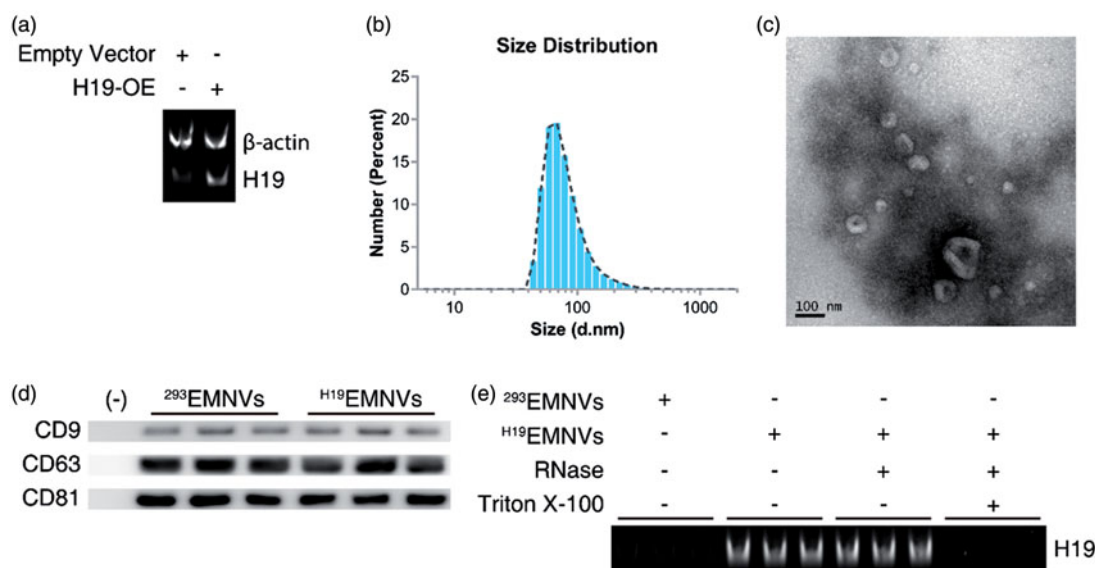 (a)
Empty Vector + -
H19-OE - +
β-actin
H19
(b)
Size Distribution
Number (Percent)
25
20
15
10
5
0
10 100 1000
Size (d.nm)
(c)
100 nm
(d) (-) ²⁹³EMNVs ᴴ¹⁹EMNVs
CD9
CD63
CD81
(e) ²⁹³EMNVs + - - -
ᴴ¹⁹EMNVs - + + +
RNase - - + +
Triton X-100 - - - +
H19